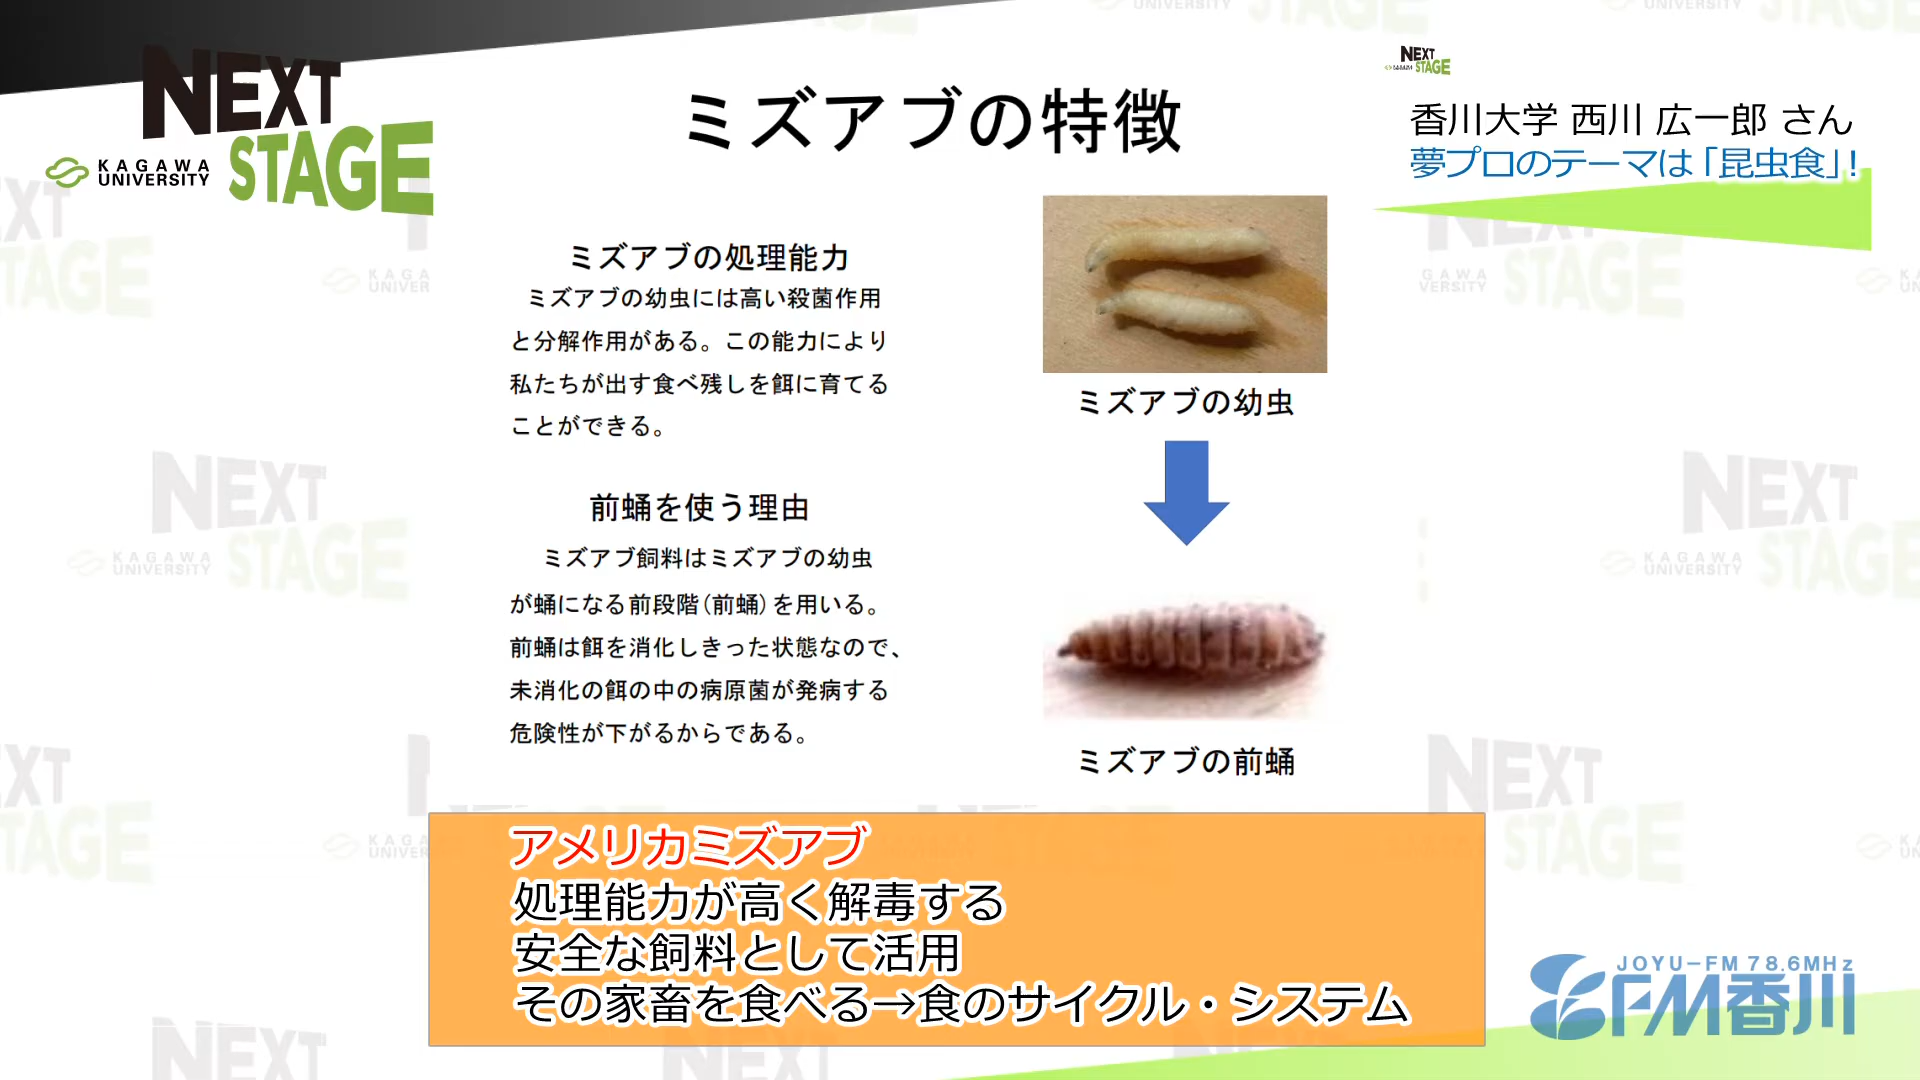 NEXT
STAGE
KAGAWA
UNIVERSITY
ミズアブの特徴
NEXT
STAGE
香川大学 西川 広一郎 さん
夢プロのテーマは「昆虫食」!
ミズアブの処理能力
ミズアブの幼虫には高い殺菌作用
と分解作用がある。この能力により
私たちが出す食べ残しを餌に育てる
ことができる。
ミズアブの幼虫
前蛹を使う理由
ミズアブ飼料はミズアブの幼虫
が蛹になる前段階(前蛹)を用いる。
前蛹は餌を消化しきった状態なので、
未消化の餌の中の病原菌が発病する
危険性が下がるからである。
ミズアブの前蛹
アメリカミズアブ
処理能力が高く解毒する
安全な飼料として活用
その家畜を食べる→食のサイクル・システム
JOYU-FM 78.6MHz
FM香川